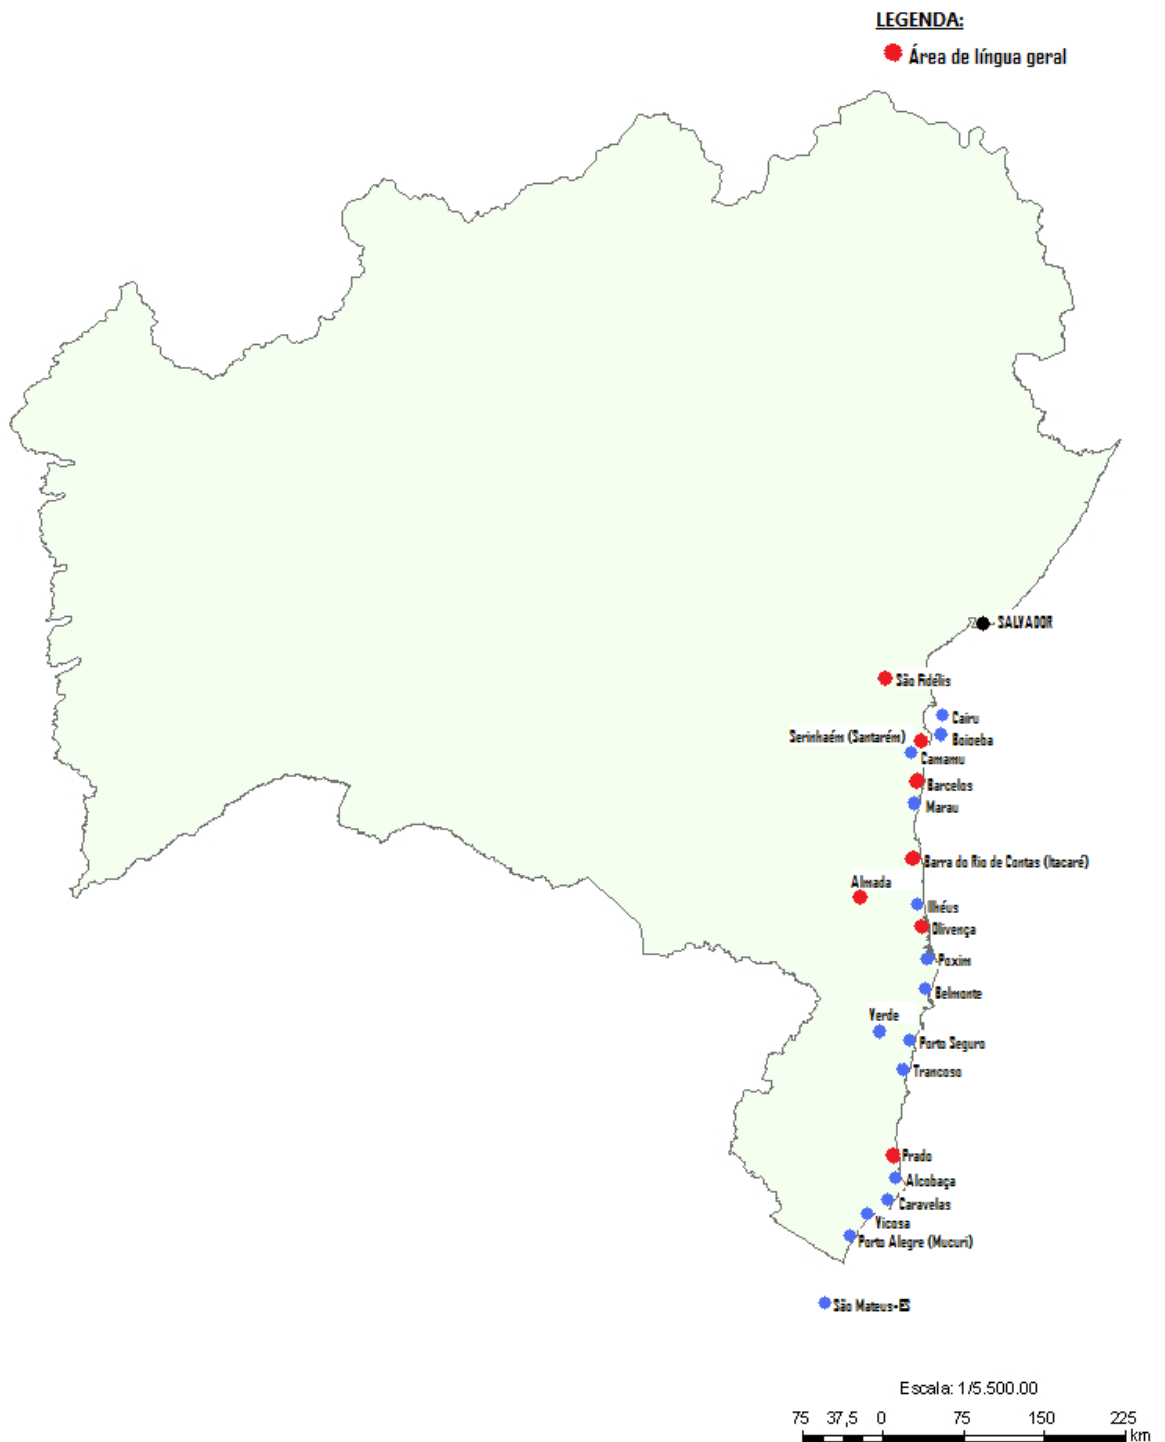 LEGENDA:
Área de língua geral
SALVADOR
São Fidélis
Cairu
Serinhaém (Santarém)
Boipeba
Camamu
Barcelos
Marau
Barra do Rio de Contas (Itacaré)
Almada
Ilhéus
Olivença
Poxim
Belmonte
Verde
Porto Seguro
Trancoso
Prado
Alcobaça
Caravelas
Vicosa
Porto Alegre (Mucuri)
São Mateus-ES
Escala: 1/5.500.00
75 37,5 0 75 150 225
km